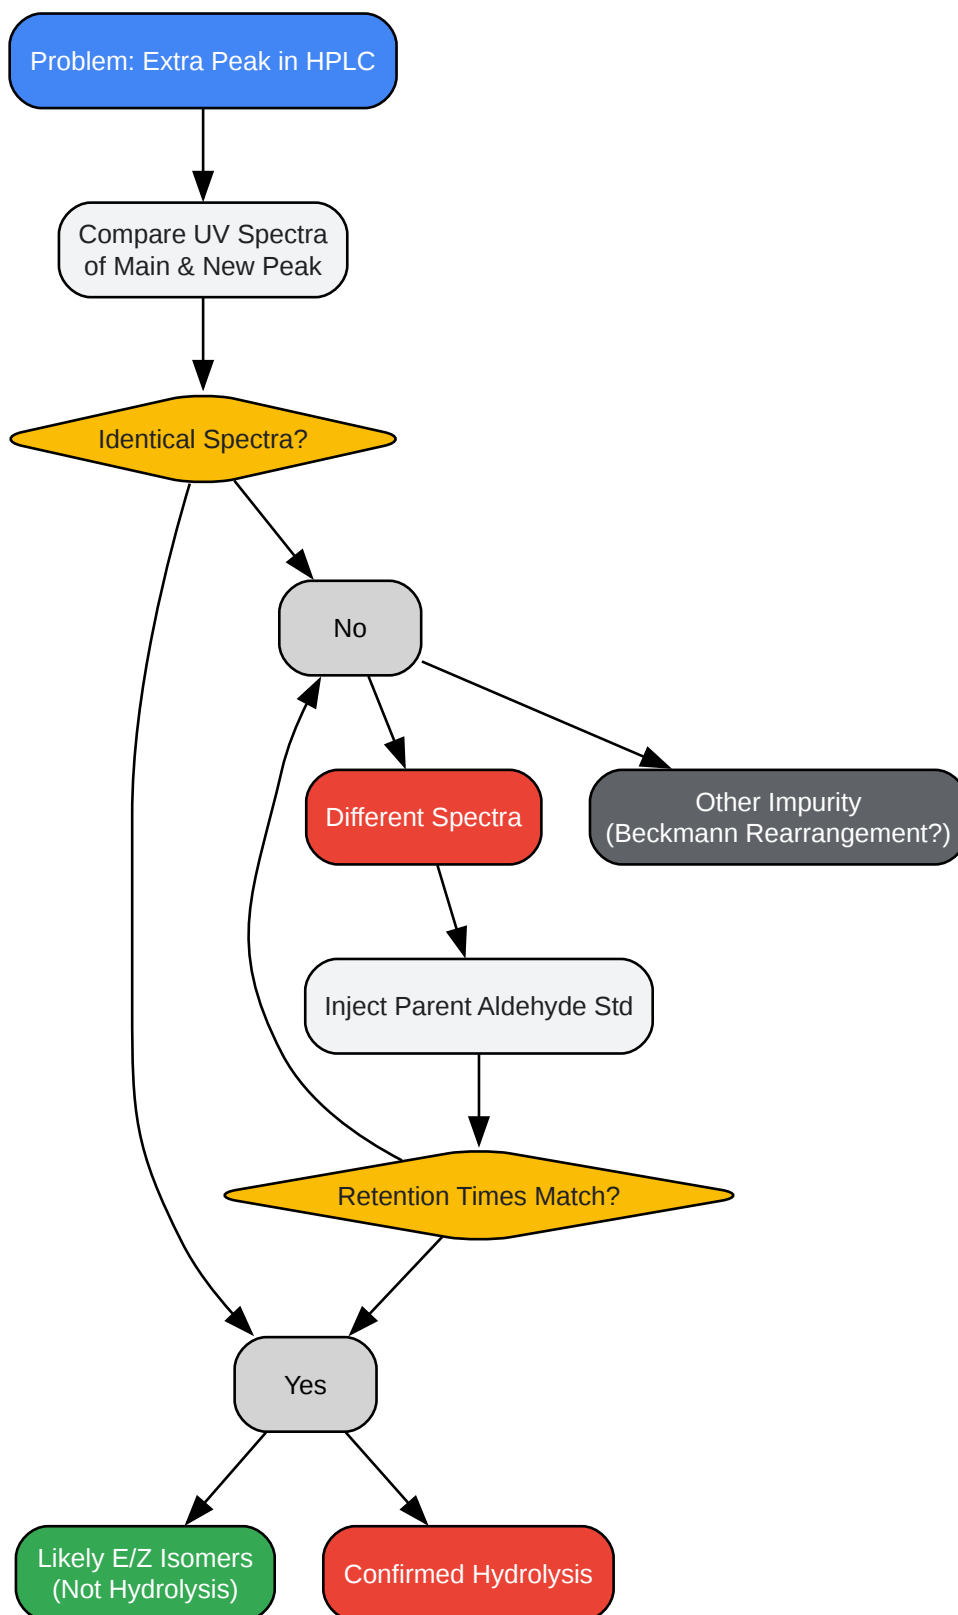 Problem: Extra Peak in HPLC
Compare UV Spectra
of Main & New Peak
Identical Spectra?
No
Different Spectra
Other Impurity
(Beckmann Rearrangement?)
Inject Parent Aldehyde Std
Retention Times Match?
Yes
Likely E/Z Isomers
(Not Hydrolysis)
Confirmed Hydrolysis